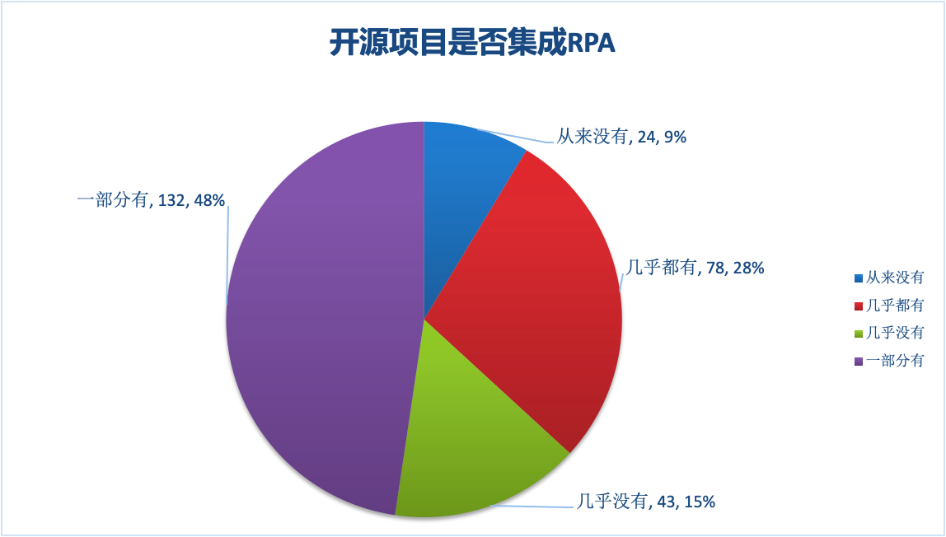 开源项目是否集成RPA
从来没有, 24, 9%
一部分有, 132, 48%
几乎都有, 78, 28%
几乎没有, 43, 15%
从来没有
几乎都有
几乎没有
一部分有